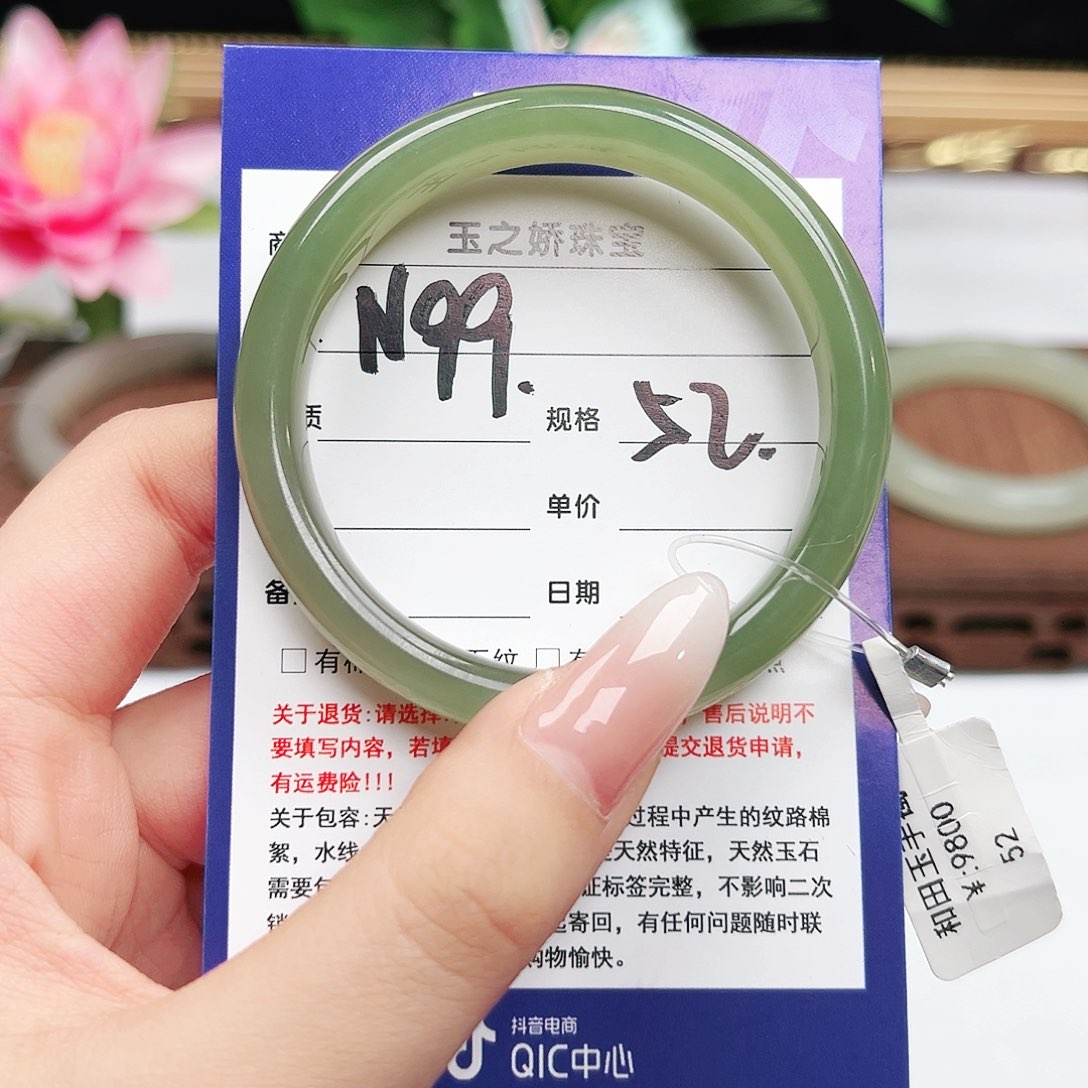 玉之娇珠宝
N99.
质 规格 52.
单价
备 日期
□有 纹 □
关于退货:请选择 售后说明不
要填写内容，若填 提交退货申请，
有运费险!!!
关于包容:天 过程中产生的纹路棉
絮，水线 天然特征，天然玉石
需要 证标签完整，不影响二次
销 寄回，有任何问题随时联
购物愉快。
抖音电商
QIC中心
和田玉手镯
￥:9800
52